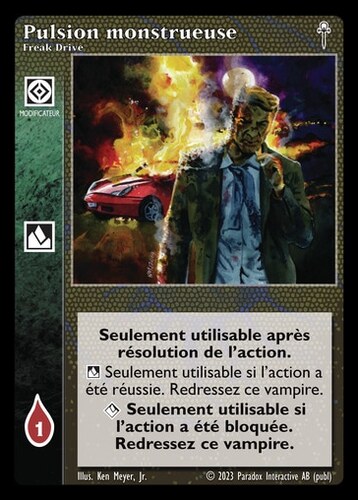 Pulsion monstrueuse
Freak Drive
MODIFICATEUR
Seulement utilisable après
résolution de l'action.
Seulement utilisable si l'action a
été réussie. Redressez ce vampire.
Seulement utilisable si
l'action a été bloquée.
Redressez ce vampire.
1
Illus. Ken Meyer, Jr. © 2023 Paradox Interactive AB (publ)